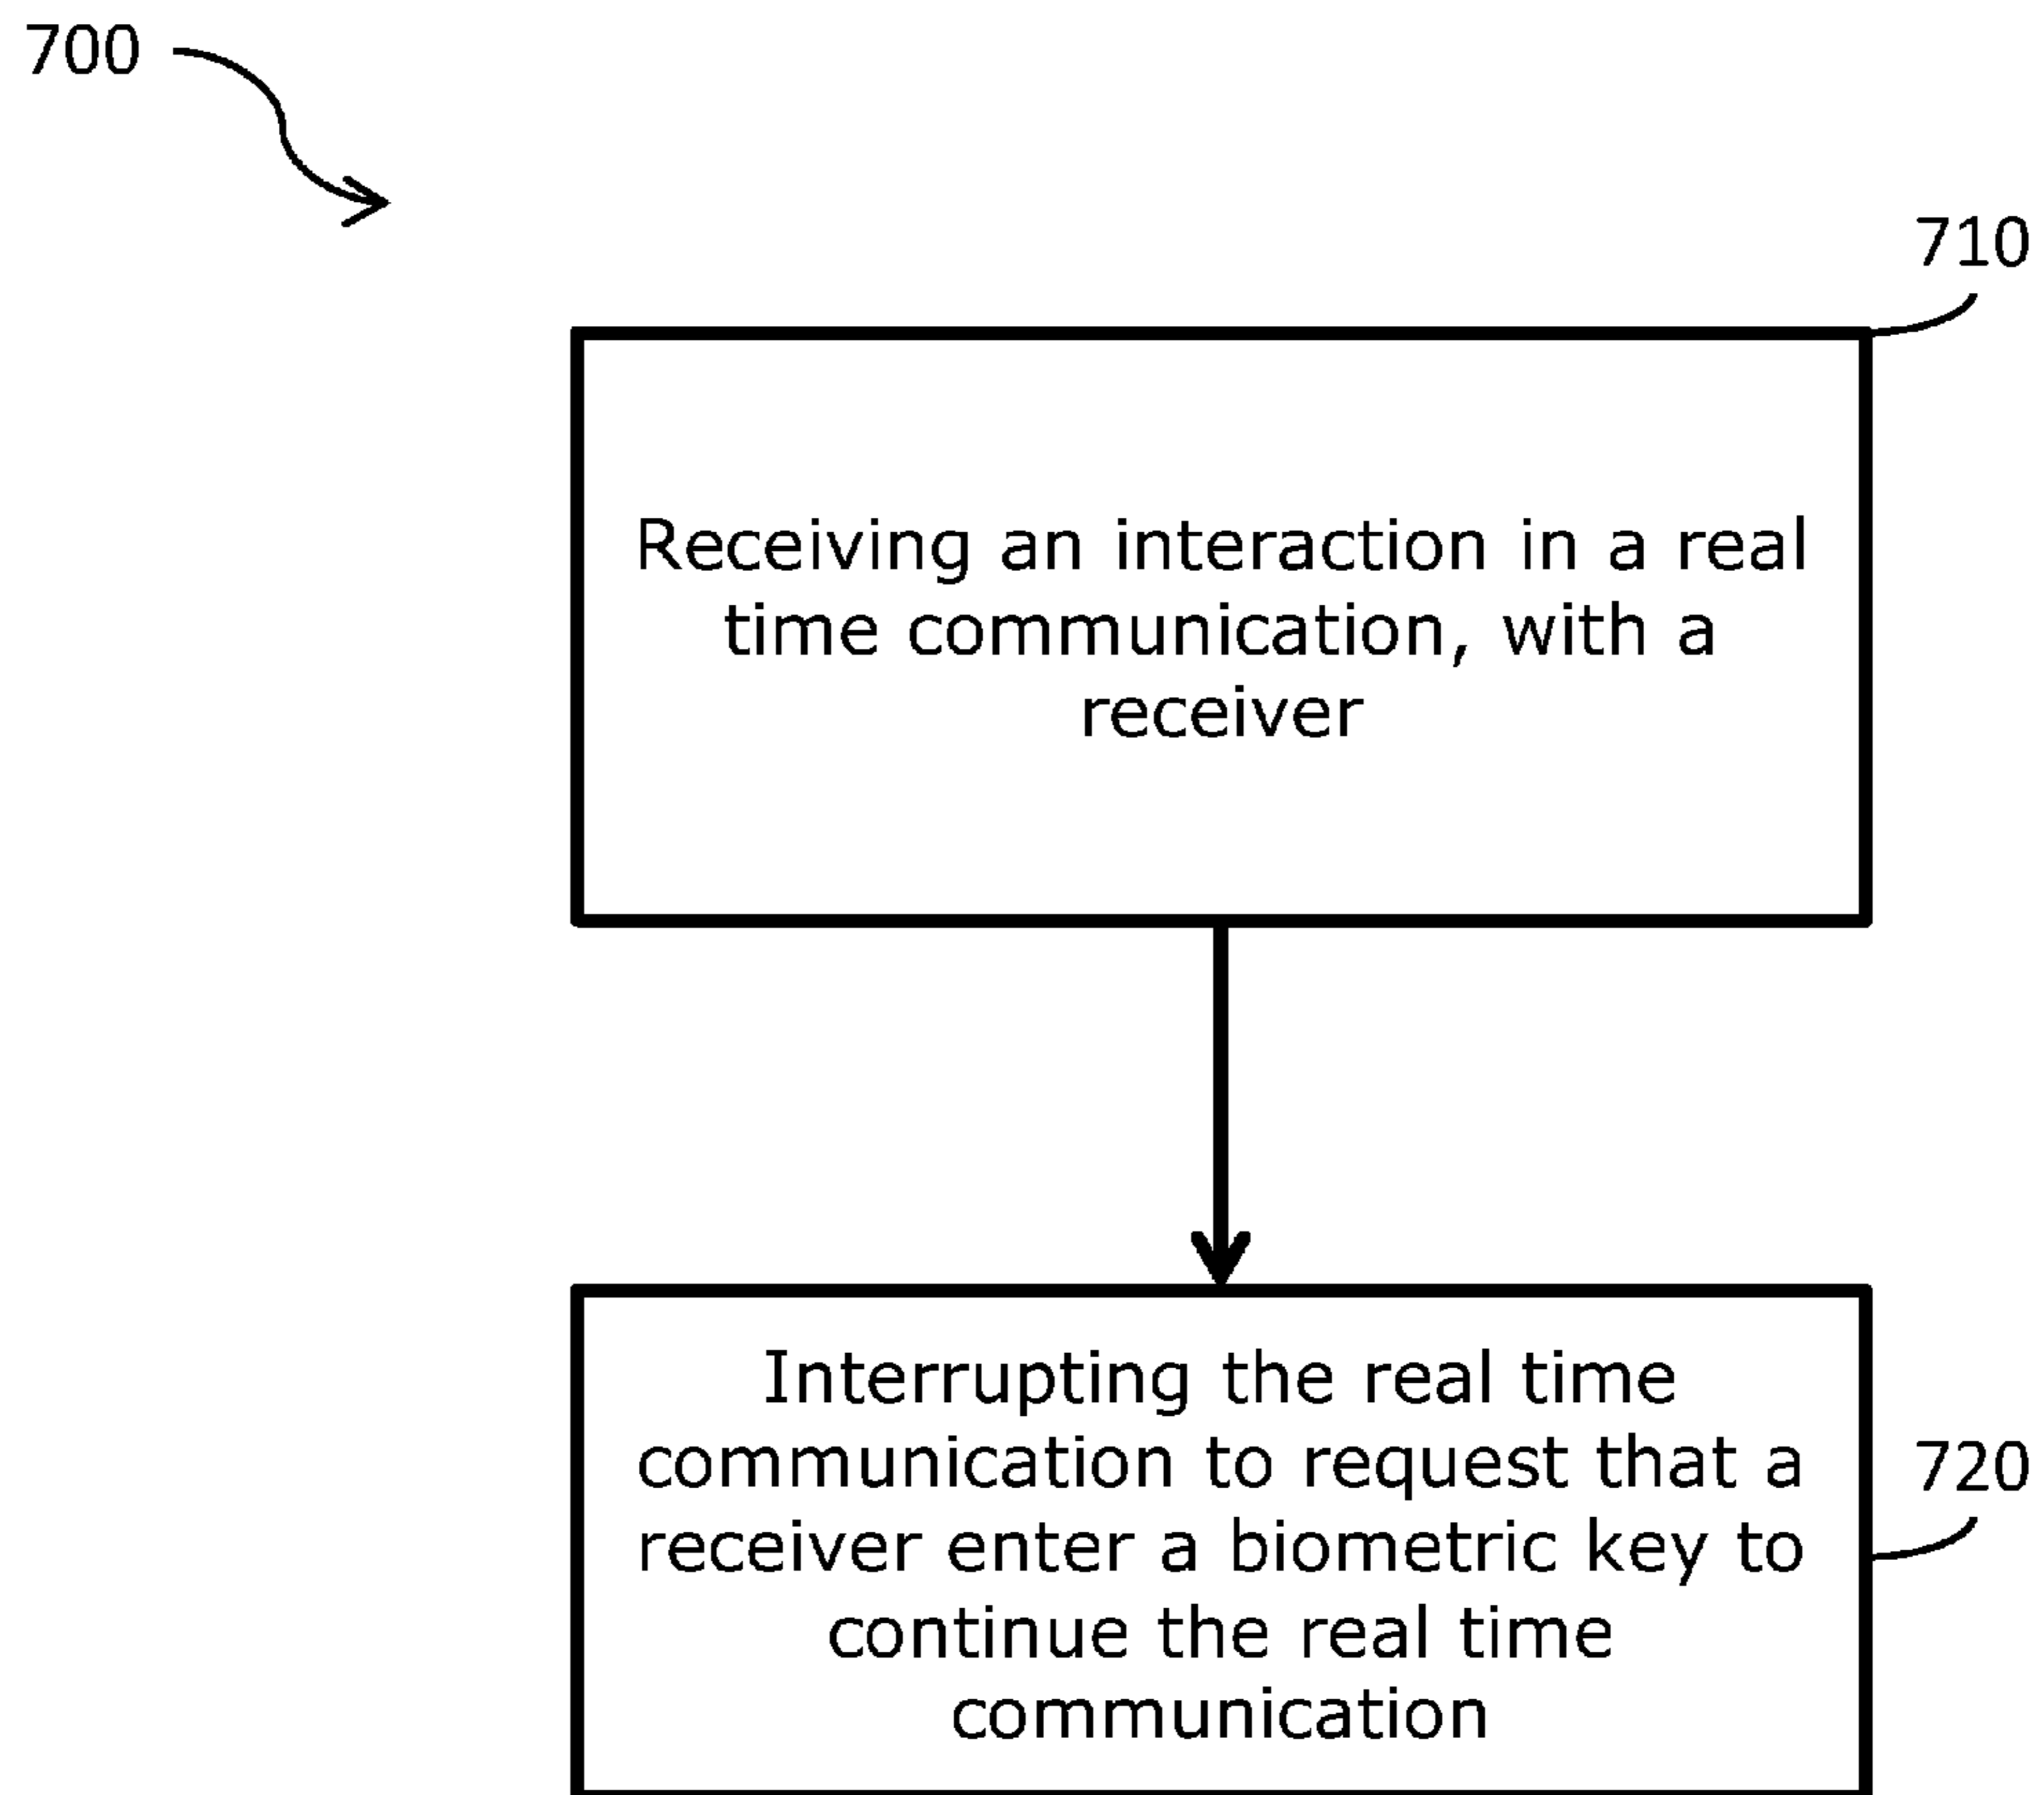 700
710
Receiving an interaction in a real
time communication, with a
receiver
Interrupting the real time
communication to request that a
720
receiver enter a biometric key to
continue the real time
communication